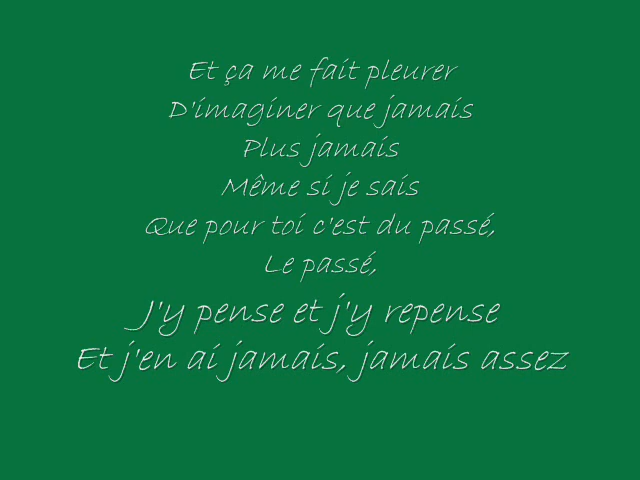 Et ça me fait pleurer
D'imaginer que jamais
Plus jamais
Même si je sais
Que pour toi c'est du passé,
Le passé,
J'y pense et j'y repense
Et j'en ai jamais, jamais assez